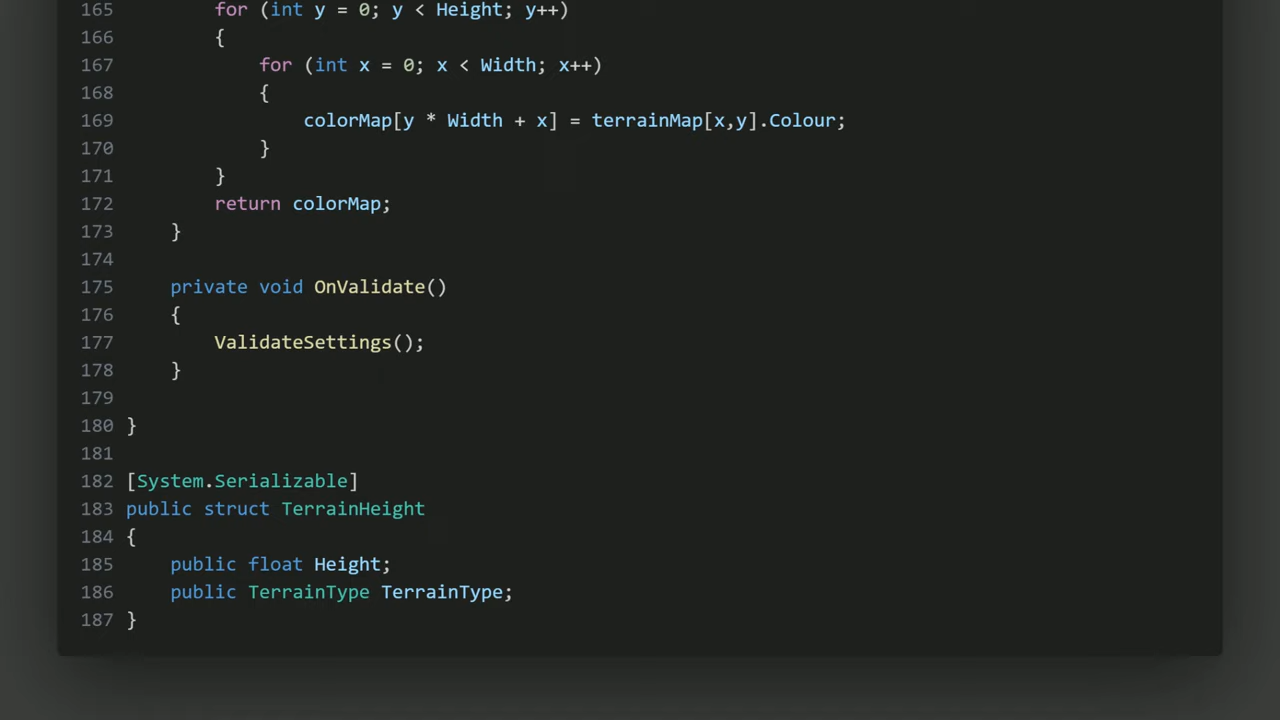 165 for (int y = 0; y < Height; y++)
166 {
167 for (int x = 0; x < Width; x++)
168 {
169 colorMap[y * Width + x] = terrainMap[x,y].Colour;
170 }
171 }
172 return colorMap;
173 }
174
175 private void OnValidate()
176 {
177 ValidateSettings();
178 }
179
180 }
181
182 [System.Serializable]
183 public struct TerrainHeight
184 {
185 public float Height;
186 public TerrainType TerrainType;
187 }